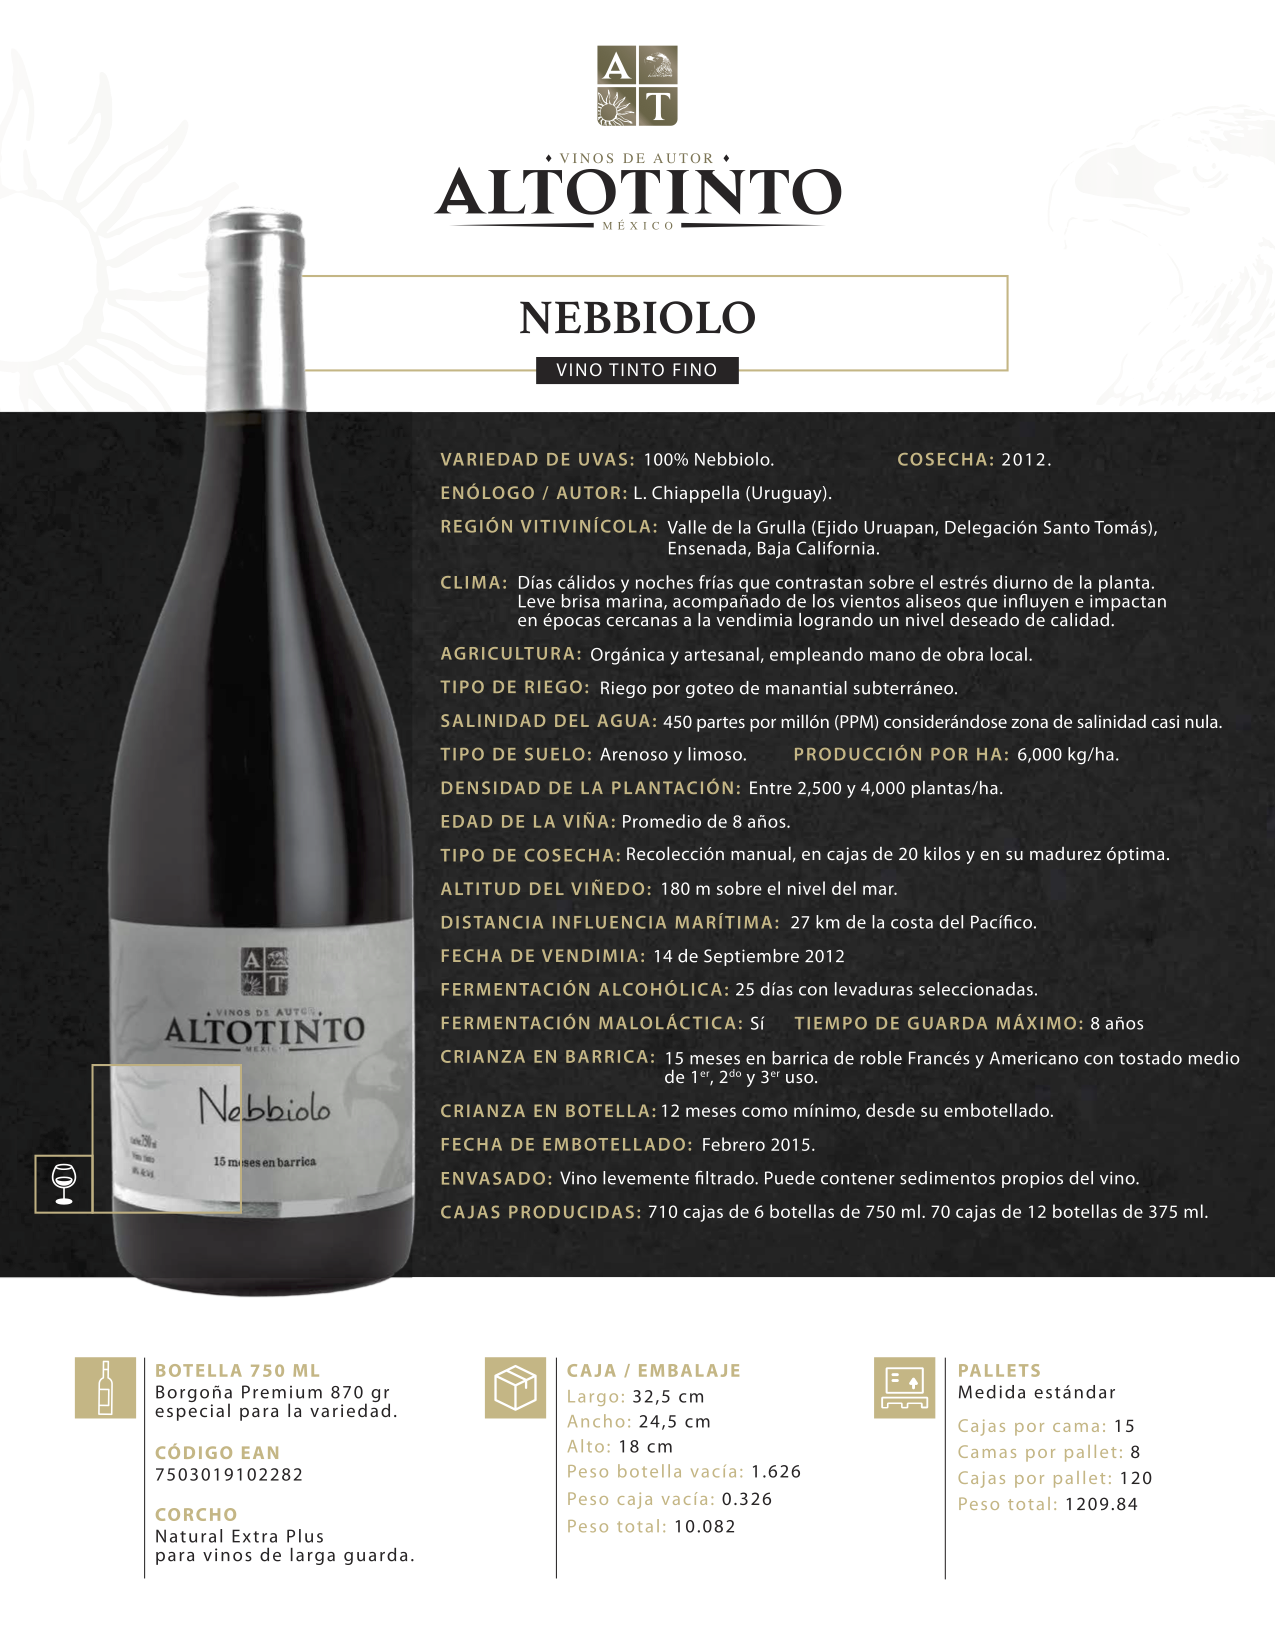 A
T
VINOS DE AUTOR
ALTOTINTO
MÉXICO
NEBBIOLO
VINO TINTO FINO
VARIEDAD DE UVAS: 100% Nebbiolo. COSECHA: 2012.
ENÓLOGO / AUTOR: L. Chiappella (Uruguay).
REGIÓN VITIVINÍCOLA: Valle de la Grulla (Ejido Uruapan, Delegación Santo Tomás),
Ensenada, Baja California.
CLIMA: Días cálidos y noches frías que contrastan sobre el estrés diurno de la planta.
Leve brisa marina, acompañado de los vientos aliseos que influyen e impactan
en épocas cercanas a la vendimia logrando un nivel deseado de calidad.
AGRICULTURA: Orgánica y artesanal, empleando mano de obra local.
TIPO DE RIEGO: Riego por goteo de manantial subterráneo.
SALINIDAD DEL AGUA: 450 partes por millón (PPM) considerándose zona de salinidad casi nula.
TIPO DE SUELO: Arenoso y limoso. PRODUCCIÓN POR HA: 6,000 kg/ha.
DENSIDAD DE LA PLANTACIÓN: Entre 2,500 y 4,000 plantas/ha.
EDAD DE LA VIÑA: Promedio de 8 años.
TIPO DE COSECHA: Recolección manual, en cajas de 20 kilos y en su madurez óptima.
ALTITUD DEL VIÑEDO: 180 m sobre el nivel del mar.
DISTANCIA INFLUENCIA MARÍTIMA: 27 km de la costa del Pacífico.
FECHA DE VENDIMIA: 14 de Septiembre 2012
FERMENTACIÓN ALCOHÓLICA: 25 días con levaduras seleccionadas.
FERMENTACIÓN MALOLÁCTICA: Sí TIEMPO DE GUARDA MÁXIMO: 8 años
CRIANZA EN BARRICA: 15 meses en barrica de roble Francés y Americano con tostado medio
de 1er, 2do y 3er uso.
CRIANZA EN BOTELLA: 12 meses como mínimo, desde su embotellado.
FECHA DE EMBOTELLADO: Febrero 2015.
ENVASADO: Vino levemente filtrado. Puede contener sedimentos propios del vino.
CAJAS PRODUCIDAS: 710 cajas de 6 botellas de 750 ml. 70 cajas de 12 botellas de 375 ml.
A
T
VINOS DE AUTOR
ALTOTINTO
MÉXICO
Nebbiolo
15 meses en barrica
BOTELLA 750 ML
Borgoña Premium 870 gr
especial para la variedad.
CÓDIGO EAN
7503019102282
CORCHO
Natural Extra Plus
para vinos de larga guarda.
CAJA / EMBALAJE
Largo: 32,5 cm
Ancho: 24,5 cm
Alto: 18 cm
Peso botella vacía: 1.626
Peso caja vacía: 0.326
Peso total: 10.082
PALLETS
Medida estándar
Cajas por cama: 15
Camas por pallet: 8
Cajas por pallet: 120
Peso total: 1209.84